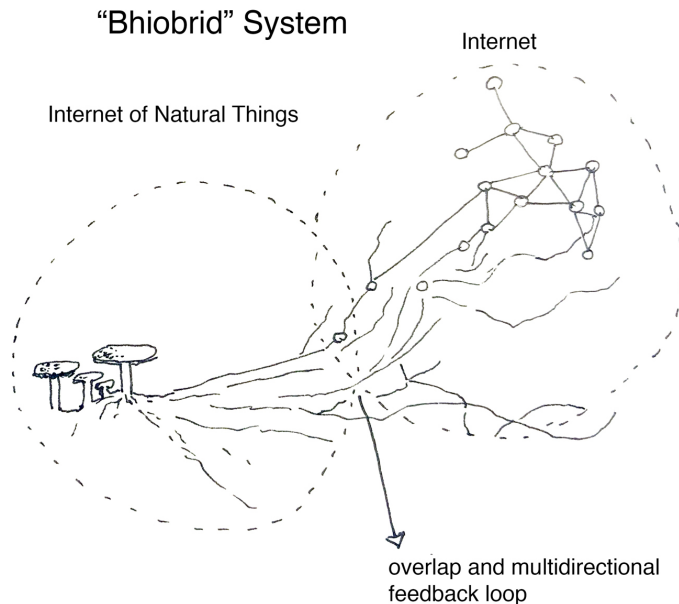 "Bhiobrid" System
Internet
Internet of Natural Things
overlap and multidirectional
feedback loop